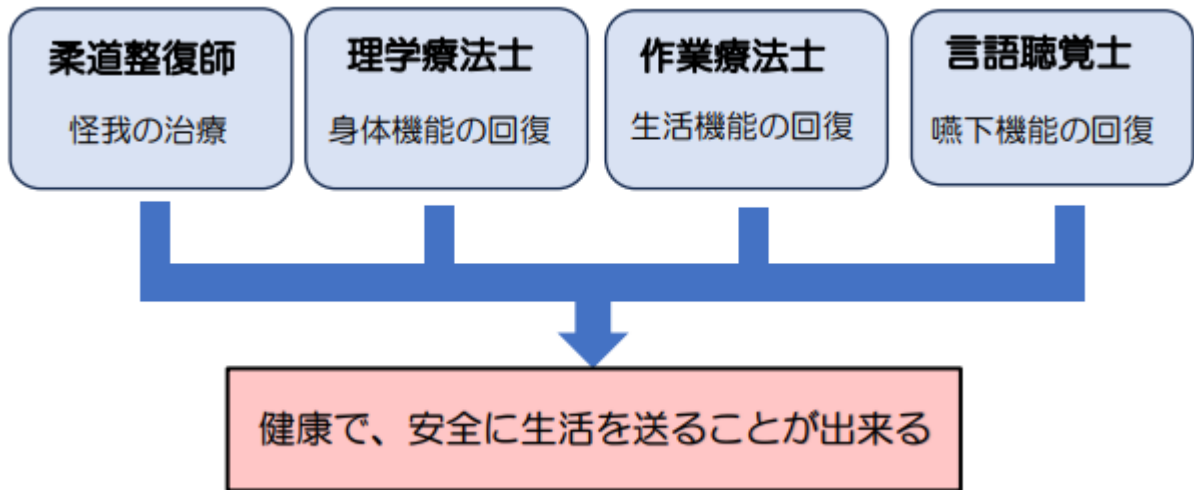 柔道整復師
怪我の治療
理学療法士
身体機能の回復
作業療法士
生活機能の回復
言語聴覚士
嚥下機能の回復
健康で、安全に生活を送ることが出来る